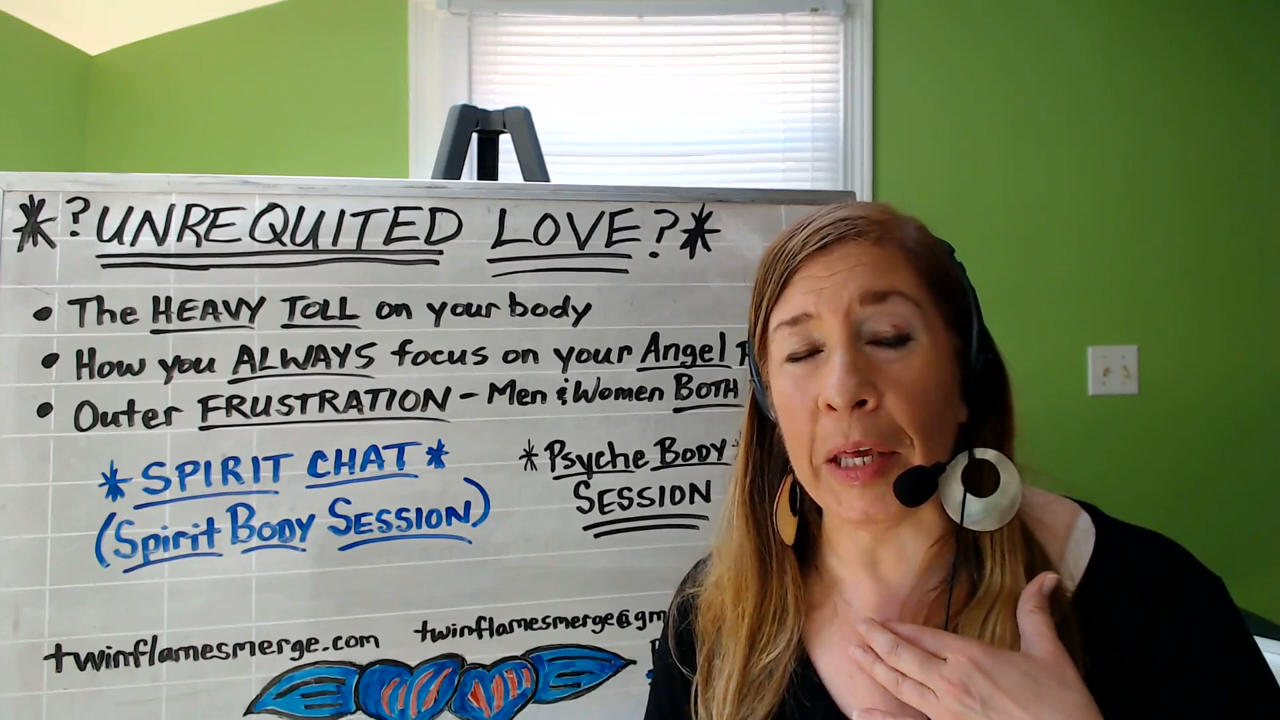 *?UNREQUITED LOVE?*
• The HEAVY TOLL on your body
• How you ALWAYS focus on your Angel
• Outer FRUSTRATION - Men & Women BOTH
*SPIRIT CHAT*
(Spirit BODY SESSION)
*Psyche BODY
SESSION
twinflamesmerge.com
twinflamesmerge@gm